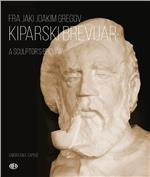 FRA JAKI JOAKIM GREGOV
KIPARSKI BREVIJAR
A SCULPTOR'S BREVIARY